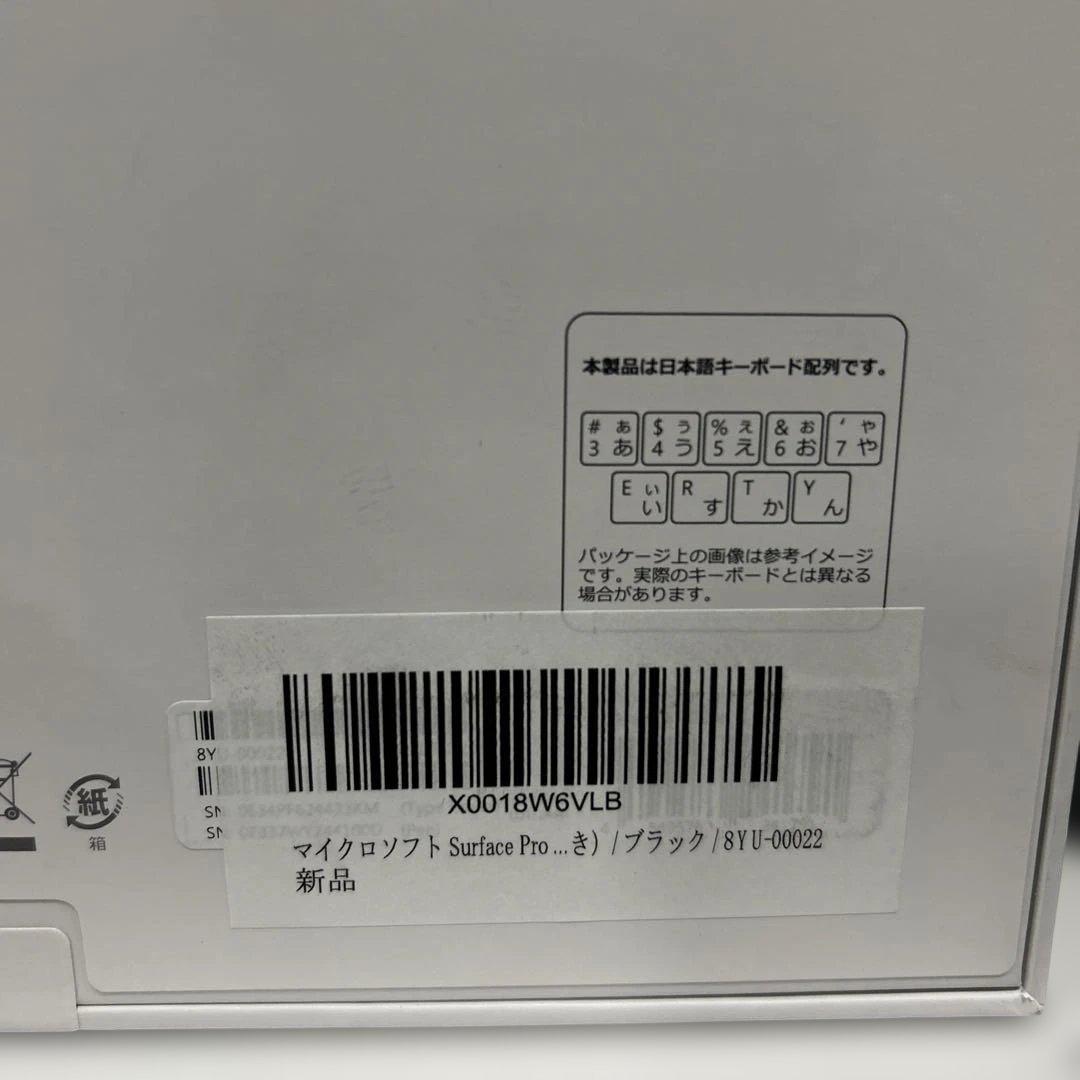 本製品は日本語キーボード配列です。
# ぁ 3 あ $ ぅ 4 う % ぇ 5 え & ぉ 6 お ' ゃ 7 や
E ぃ い R す T か Y ん
パッケージ上の画像は参考イメージ
です。実際のキーボードとは異なる
場合があります。
8YU-00022
SN
SN
X0018W6VLB
マイクロソフト Surface Pro ... き) / ブラック / 8YU-00022
新品
紙
箱